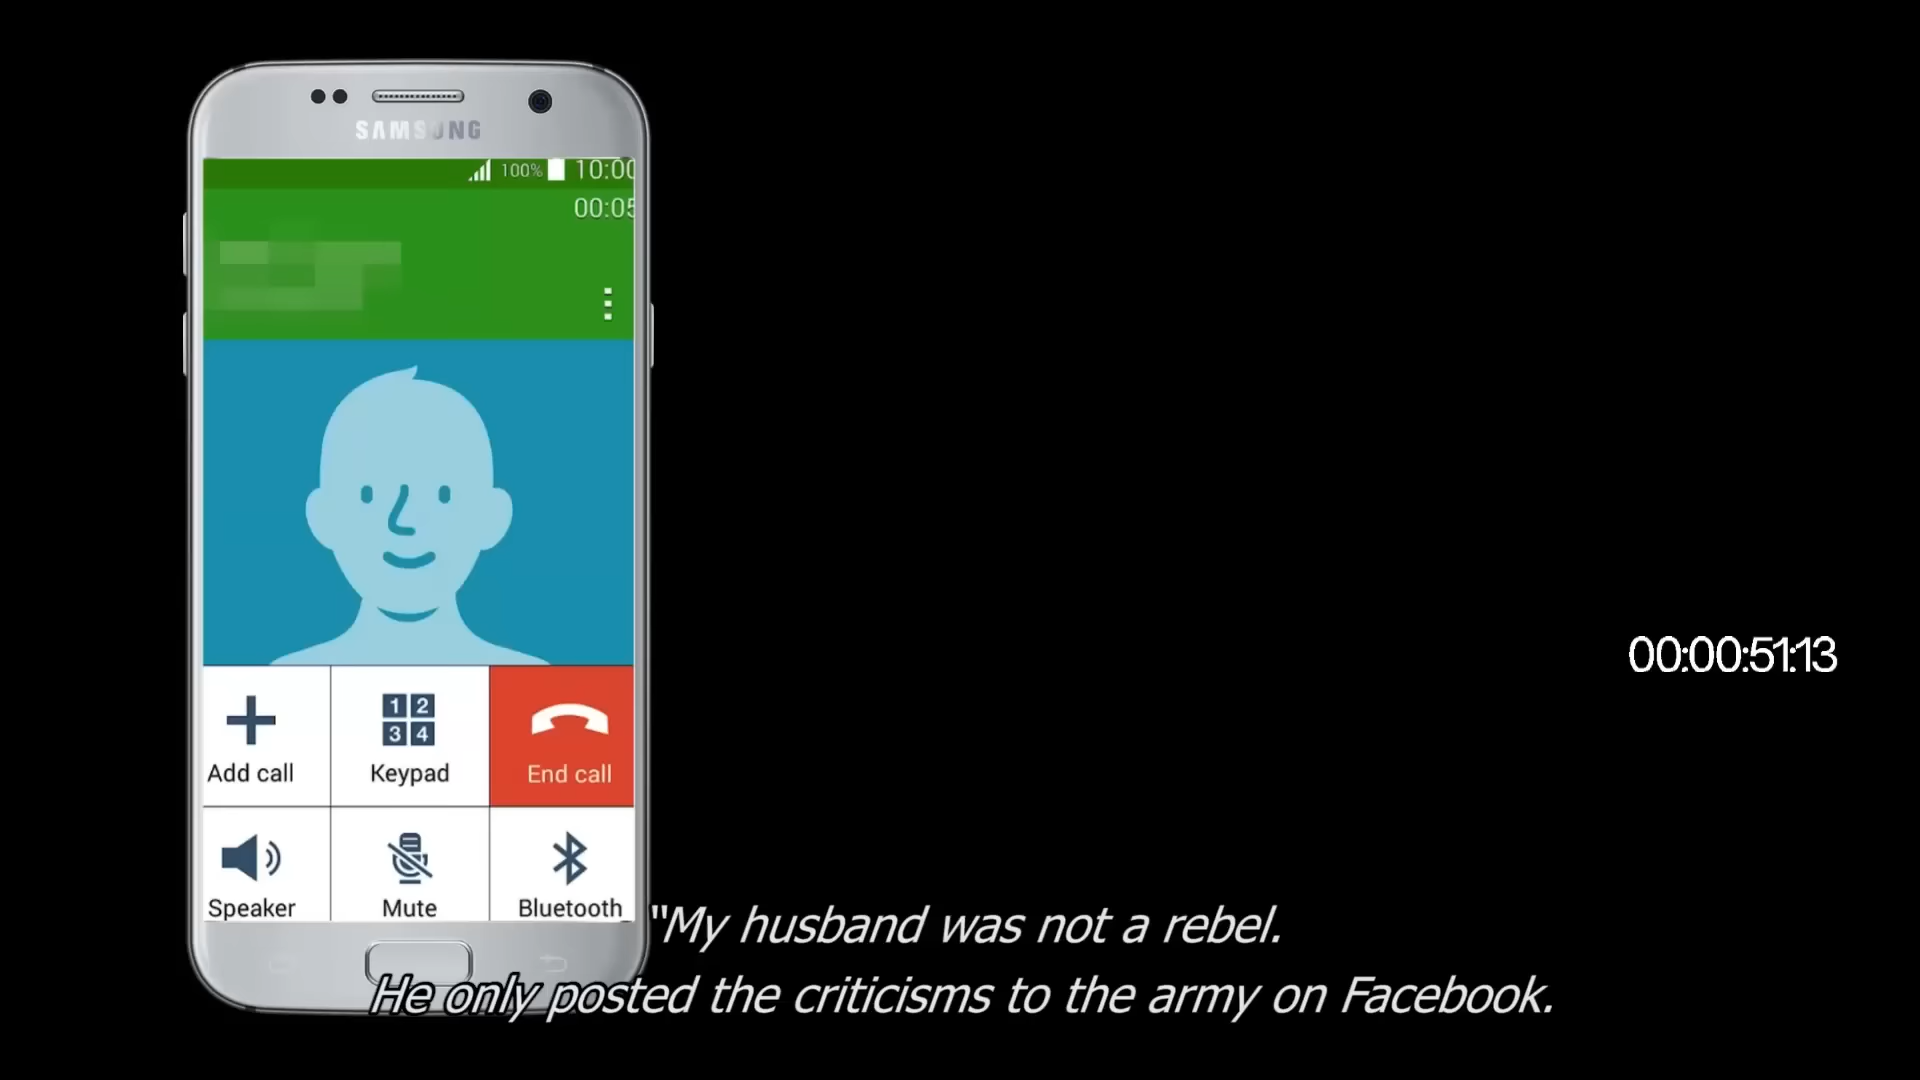 SAMSUNG
100% 10:00
00:05
Add call
1 2
3 4
Keypad
End call
Speaker
Mute
Bluetooth
00:00:51:13
"My husband was not a rebel.
He only posted the criticisms to the army on Facebook.